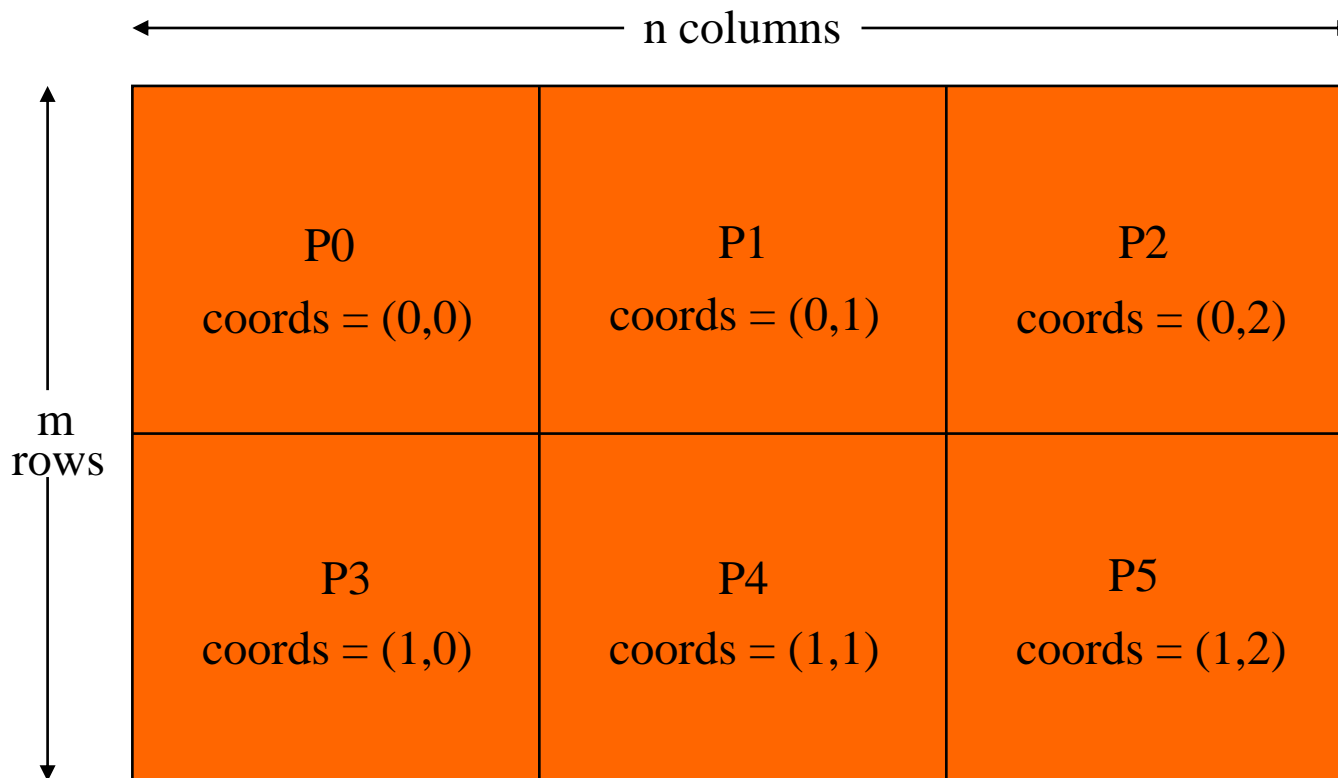 n columns
P0
coords = (0,0)
P1
coords = (0,1)
P2
coords = (0,2)
m
rows
P3
coords = (1,0)
P4
coords = (1,1)
P5
coords = (1,2)